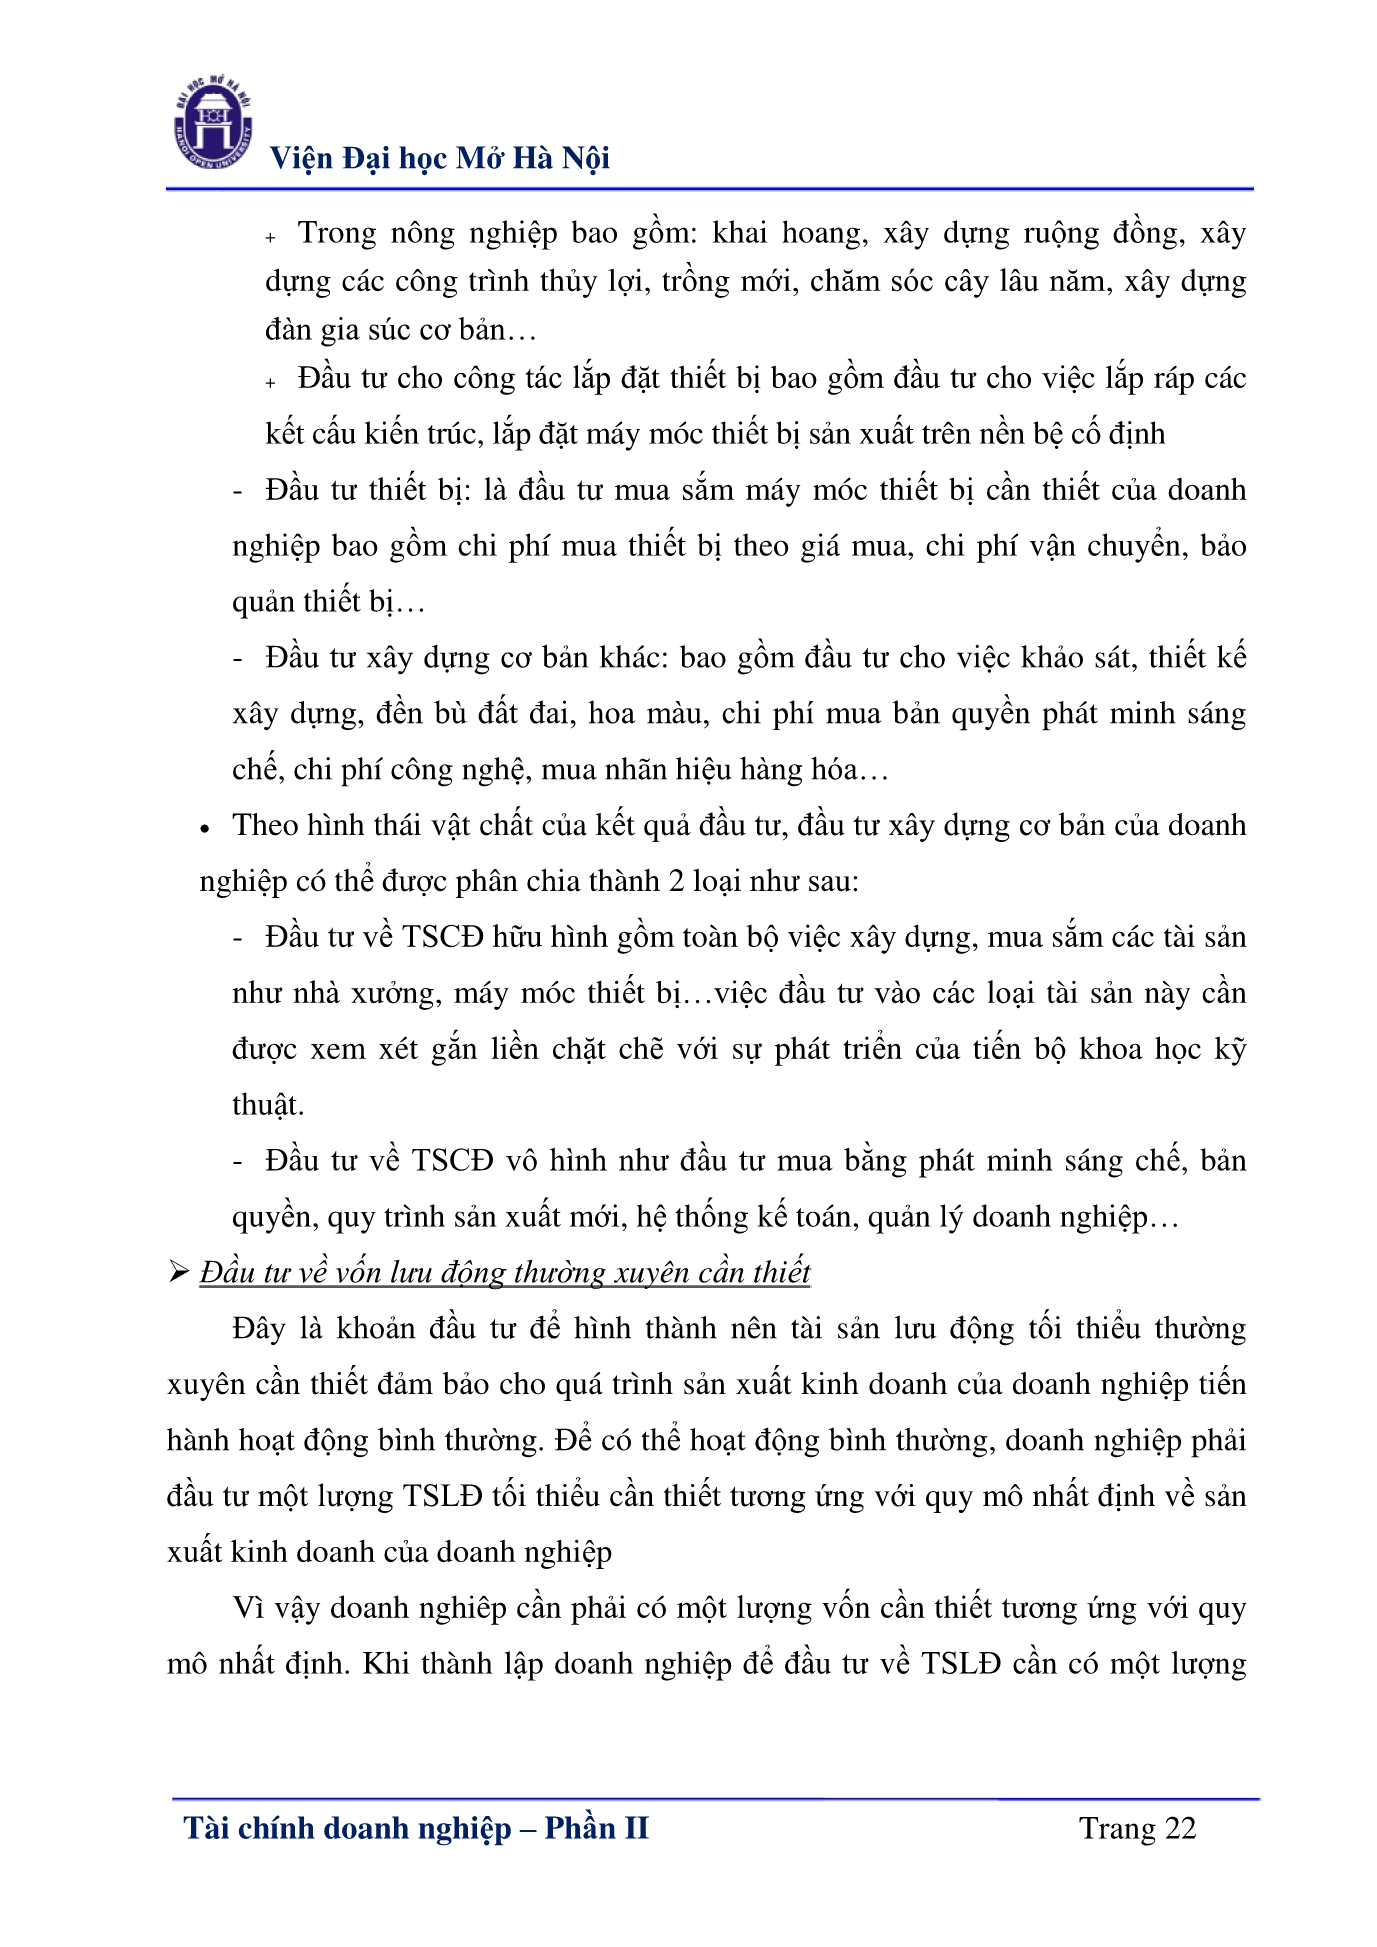 ĐẠI HỌC MỞ HÀ NỘI
HANOI OPEN UNIVERSITY
Viện Đại học Mở Hà Nội
+ Trong nông nghiệp bao gồm: khai hoang, xây dựng ruộng đồng, xây
dựng các công trình thủy lợi, trồng mới, chăm sóc cây lâu năm, xây dựng
đàn gia súc cơ bản…
+ Đầu tư cho công tác lắp đặt thiết bị bao gồm đầu tư cho việc lắp ráp các
kết cấu kiến trúc, lắp đặt máy móc thiết bị sản xuất trên nền bệ cố định
- Đầu tư thiết bị: là đầu tư mua sắm máy móc thiết bị cần thiết của doanh
nghiệp bao gồm chi phí mua thiết bị theo giá mua, chi phí vận chuyển, bảo
quản thiết bị…
- Đầu tư xây dựng cơ bản khác: bao gồm đầu tư cho việc khảo sát, thiết kế
xây dựng, đền bù đất đai, hoa màu, chi phí mua bản quyền phát minh sáng
chế, chi phí công nghệ, mua nhãn hiệu hàng hóa…
• Theo hình thái vật chất của kết quả đầu tư, đầu tư xây dựng cơ bản của doanh
nghiệp có thể được phân chia thành 2 loại như sau:
- Đầu tư về TSCĐ hữu hình gồm toàn bộ việc xây dựng, mua sắm các tài sản
như nhà xưởng, máy móc thiết bị…việc đầu tư vào các loại tài sản này cần
được xem xét gắn liền chặt chẽ với sự phát triển của tiến bộ khoa học kỹ
thuật.
- Đầu tư về TSCĐ vô hình như đầu tư mua bằng phát minh sáng chế, bản
quyền, quy trình sản xuất mới, hệ thống kế toán, quản lý doanh nghiệp…
➢ Đầu tư về vốn lưu động thường xuyên cần thiết
Đây là khoản đầu tư để hình thành nên tài sản lưu động tối thiểu thường
xuyên cần thiết đảm bảo cho quá trình sản xuất kinh doanh của doanh nghiệp tiến
hành hoạt động bình thường. Để có thể hoạt động bình thường, doanh nghiệp phải
đầu tư một lượng TSLĐ tối thiểu cần thiết tương ứng với quy mô nhất định về sản
xuất kinh doanh của doanh nghiệp
Vì vậy doanh nghiêp cần phải có một lượng vốn cần thiết tương ứng với quy
mô nhất định. Khi thành lập doanh nghiệp để đầu tư về TSLĐ cần có một lượng
Tài chính doanh nghiệp – Phần II Trang 22